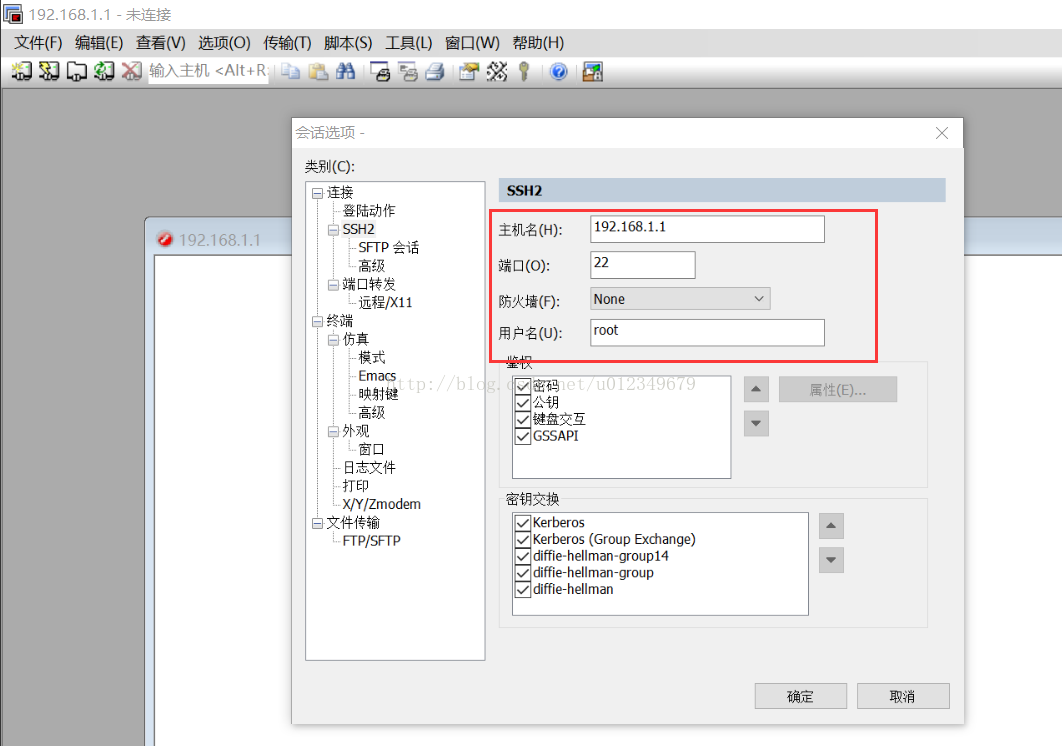 192.168.1.1 - 未连接
文件(F) 编辑(E) 查看(V) 选项(O) 传输(T) 脚本(S) 工具(L) 窗口(W) 帮助(H)
输入主机 <Alt+R>
192.168.1.1
会话选项 -
类别(C):
连接
登陆动作
SSH2
SFTP 会话
高级
端口转发
远程/X11
终端
仿真
模式
Emacs
映射键
高级
外观
窗口
日志文件
打印
X/Y/Zmodem
文件传输
FTP/SFTP
SSH2
主机名(H): 192.168.1.1
端口(O): 22
防火墙(F): None
用户名(U): root
鉴权
密码
公钥
键盘交互
GSSAPI
属性(E)...
http://blog.csdn.net/u012349679
密钥交换
Kerberos
Kerberos (Group Exchange)
diffie-hellman-group14
diffie-hellman-group
diffie-hellman
确定 取消